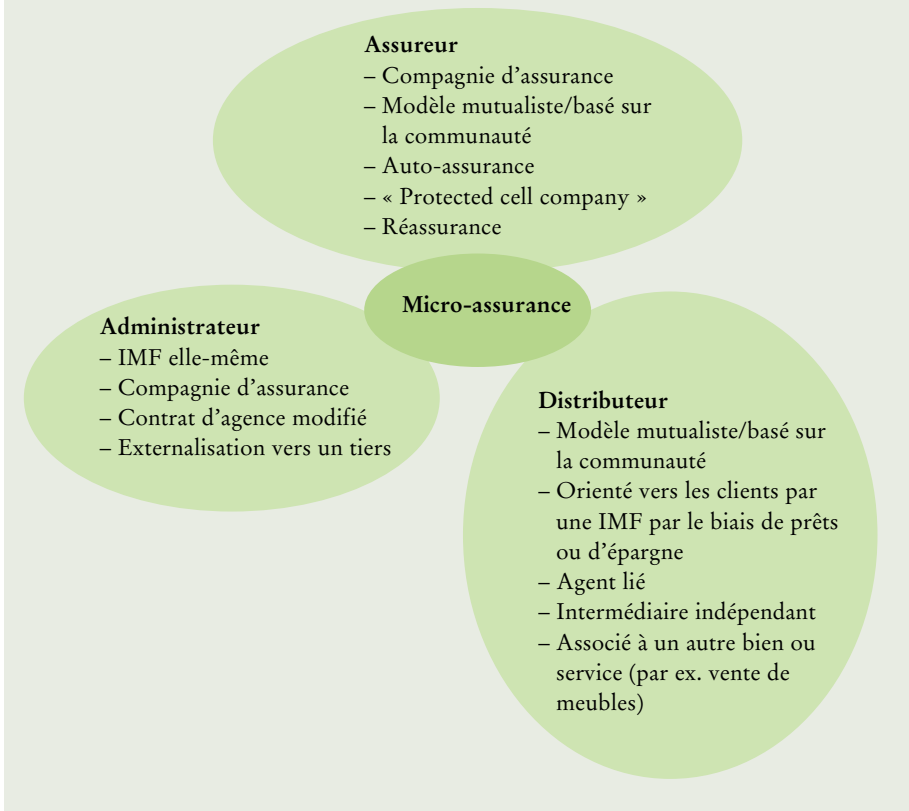 Assureur
– Compagnie d’assurance
– Modèle mutualiste/basé sur
la communauté
– Auto-assurance
– « Protected cell company »
– Réassurance
Micro-assurance
Administrateur
– IMF elle-même
– Compagnie d’assurance
– Contrat d’agence modifié
– Externalisation vers un tiers
Distributeur
– Modèle mutualiste/basé sur
la communauté
– Orienté vers les clients par
une IMF par le biais de prêts
ou d’épargne
– Agent lié
– Intermédiaire indépendant
– Associé à un autre bien ou
service (par ex. vente de
meubles)